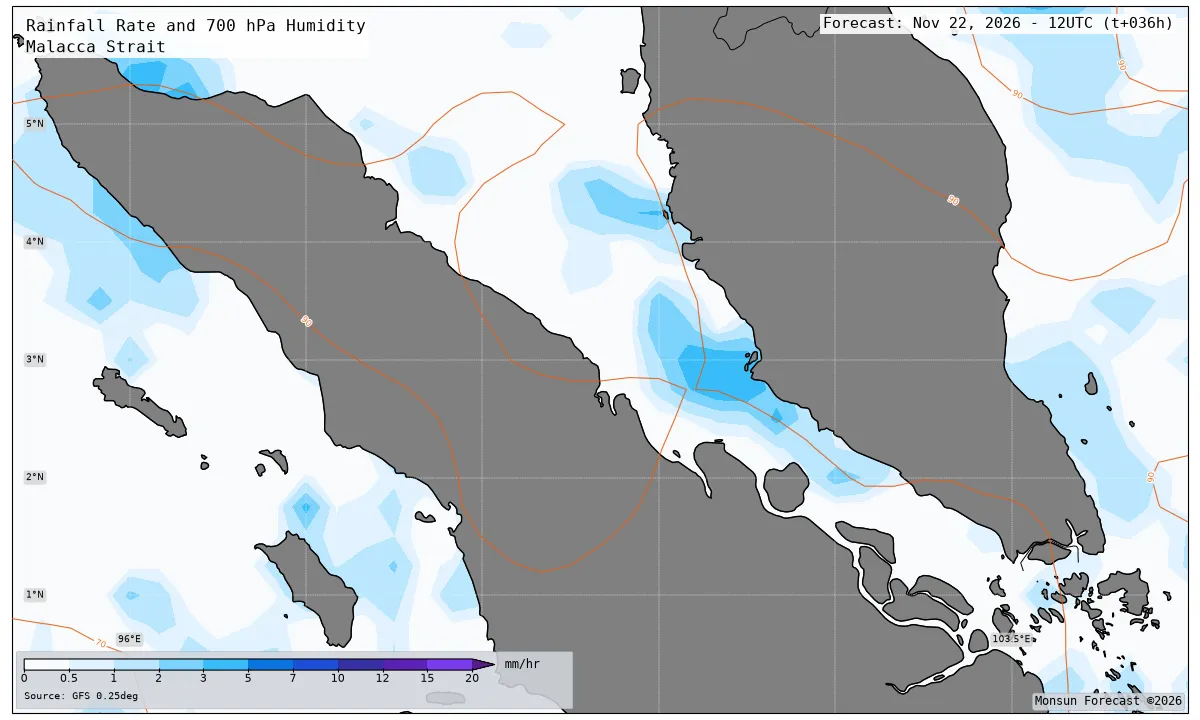 Rainfall Rate and 700 hPa Humidity
Malacca Strait
Forecast: Nov 22, 2026 - 12UTC (t+036h)
90
90
5°N
90
4°N
90
3°N
2°N
90
1°N
96°E
103.5°E
70
mm/hr
0 0.5 1 2 3 5 7 10 12 15 20
Source: GFS 0.25deg
Monsun Forecast ©2026